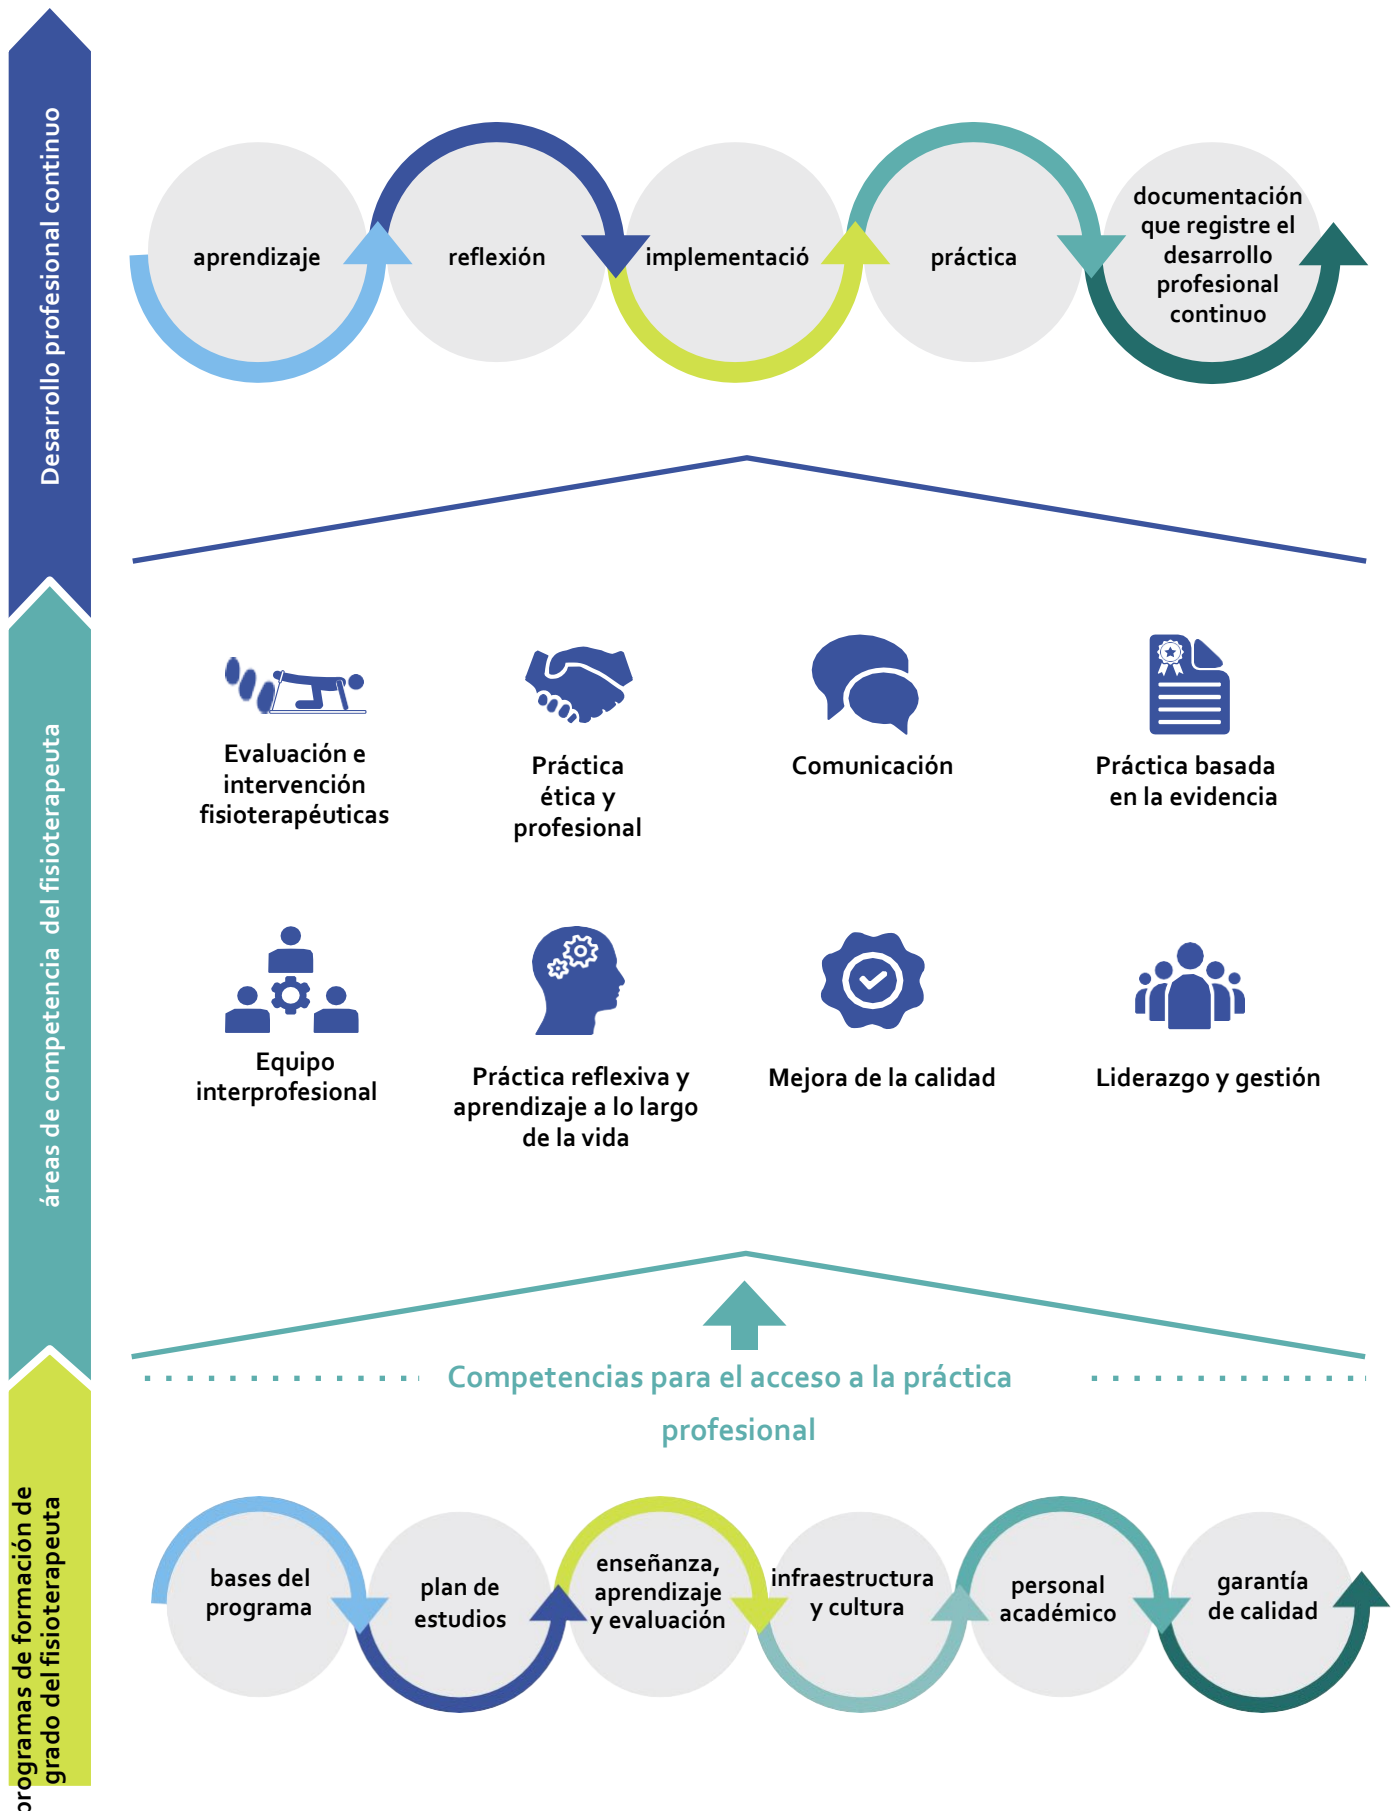 Desarrollo profesional continuo
aprendizaje
reflexión
implementació
práctica
documentación
que registre el
desarrollo
profesional
continuo
áreas de competencia del fisioterapeuta
Evaluación e
intervención
fisioterapéuticas
Práctica
ética y
profesional
Comunicación
Práctica basada
en la evidencia
Equipo
interprofesional
Práctica reflexiva y
aprendizaje a lo largo
de la vida
Mejora de la calidad
Liderazgo y gestión
Competencias para el acceso a la práctica
profesional
programas de formación de
grado del fisioterapeuta
bases del
programa
plan de
estudios
enseñanza,
aprendizaje
y evaluación
infraestructura
y cultura
personal
académico
garantía
de calidad